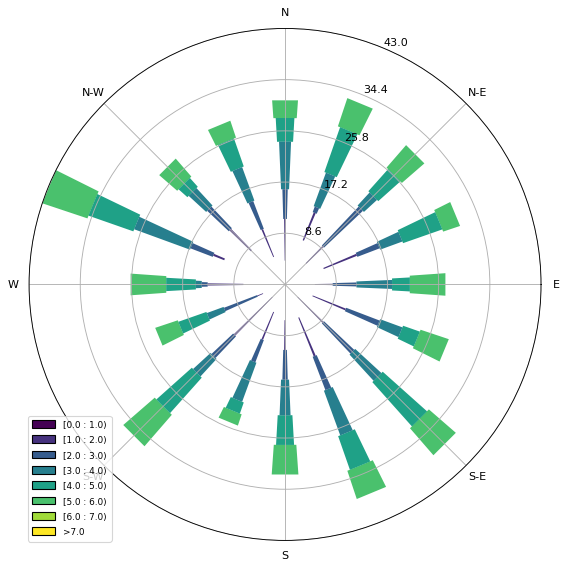 N
43.0
N-W
34.4
N-E
25.8
17.2
8.6
W
E
S-W
S-E
[0.0 : 1.0)
[1.0 : 2.0)
[2.0 : 3.0)
[3.0 : 4.0)
[4.0 : 5.0)
[5.0 : 6.0)
[6.0 : 7.0)
>7.0
S